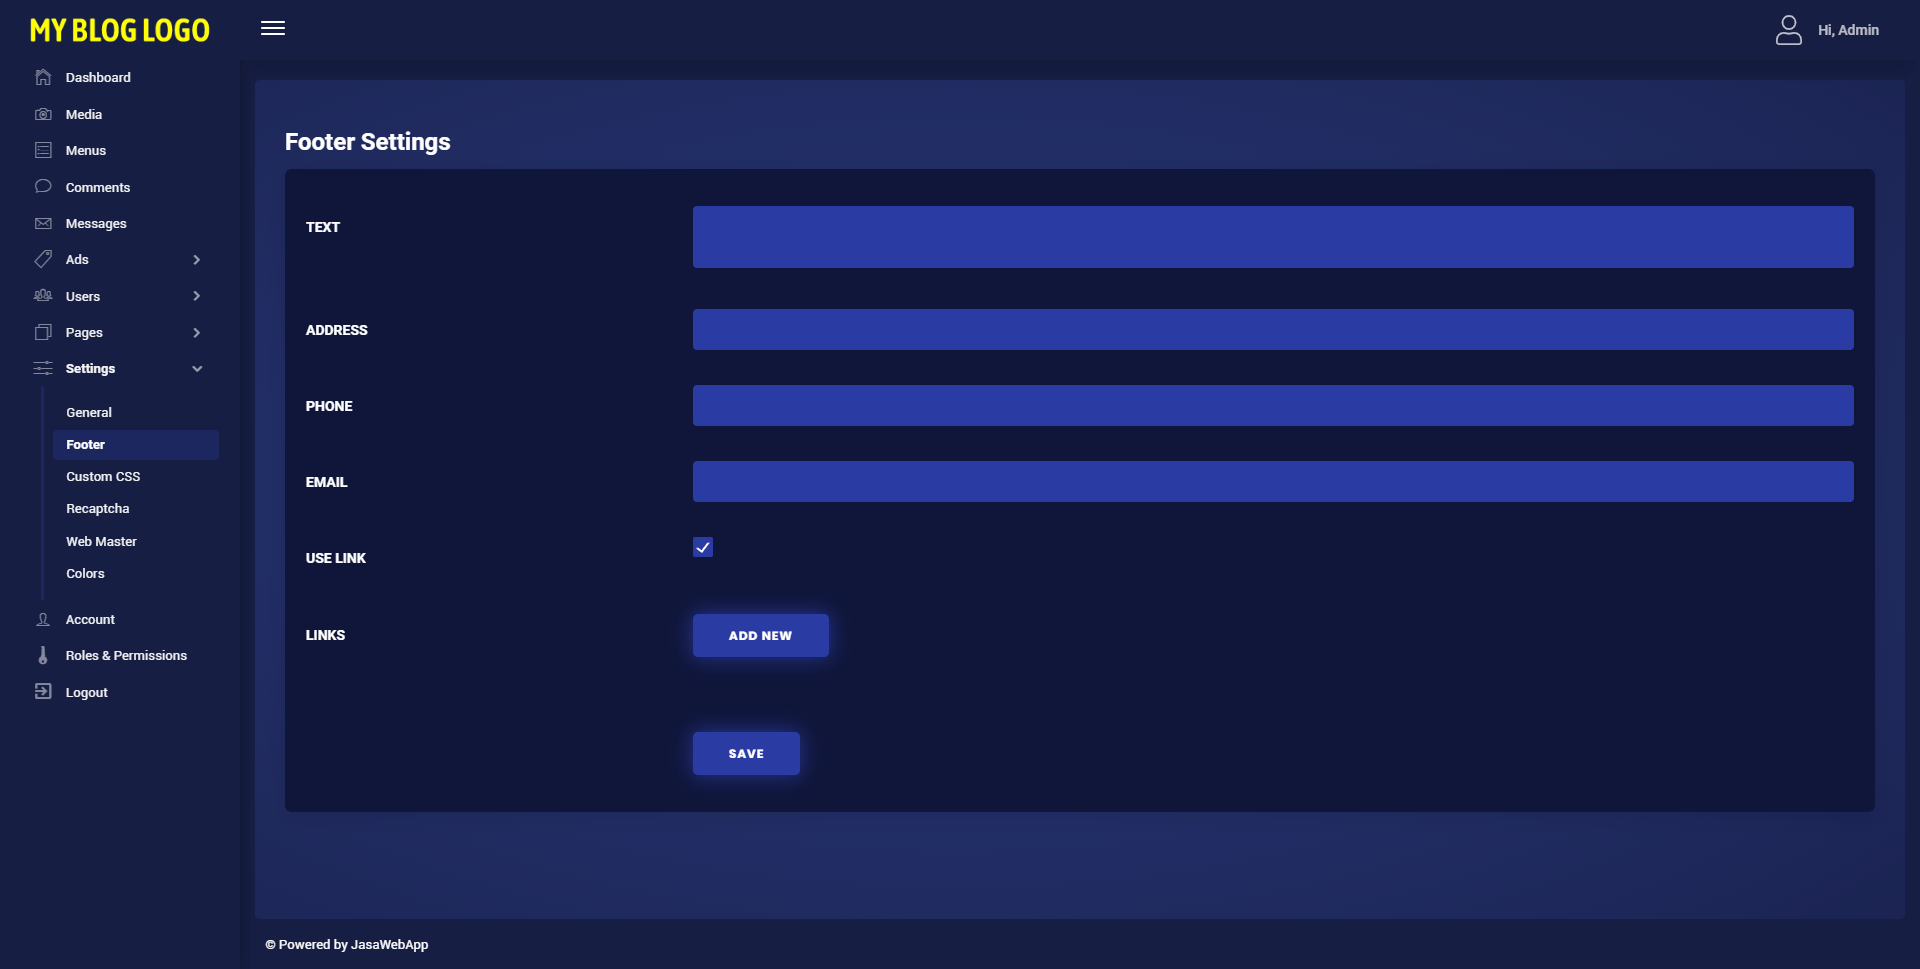 MY BLOG LOGO
Hi, Admin
Dashboard
Media
Menus
Comments
Messages
Ads
Users
Pages
Settings
General
Footer
Custom CSS
Recaptcha
Web Master
Colors
Account
Roles & Permissions
Logout
Footer Settings
TEXT
ADDRESS
PHONE
EMAIL
USE LINK
LINKS
ADD NEW
SAVE
© Powered by JasaWebApp